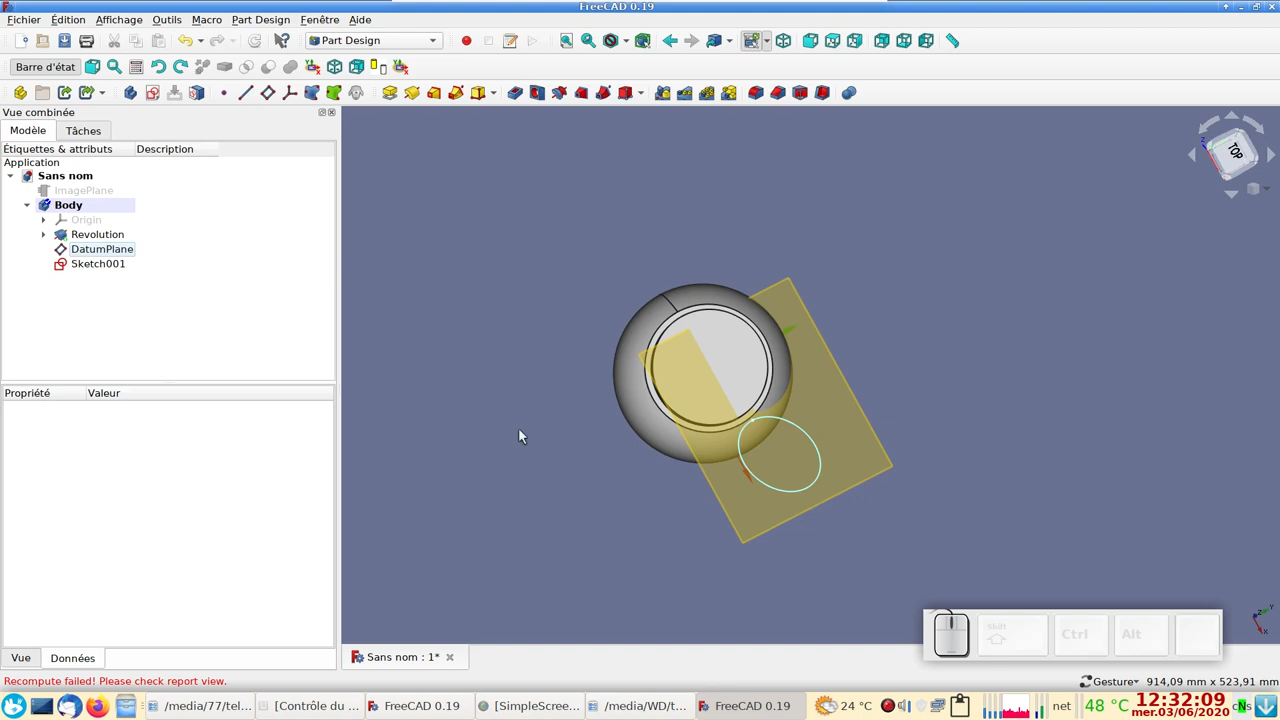 FreeCAD 0.19
Fichier Édition Affichage Outils Macro Part Design Fenêtre Aide
Part Design
Barre d'état
Vue combinée
Modèle Tâches
Étiquettes & attributs Description
Application
Sans nom
ImagePlane
Body
Origin
Revolution
DatumPlane
Sketch001
TOP
Propriété Valeur
Shift Ctrl Alt
Vue Données
Sans nom : 1*
Recompute failed! Please check report view.
Gesture 914,09 mm x 523,91 mm
/media/77/tel... [Contrôle du ... FreeCAD 0.19 [SimpleScree... /media/WD/t... FreeCAD 0.19 24 °C net 48 °C 12:32:09
mer.03/06/2020